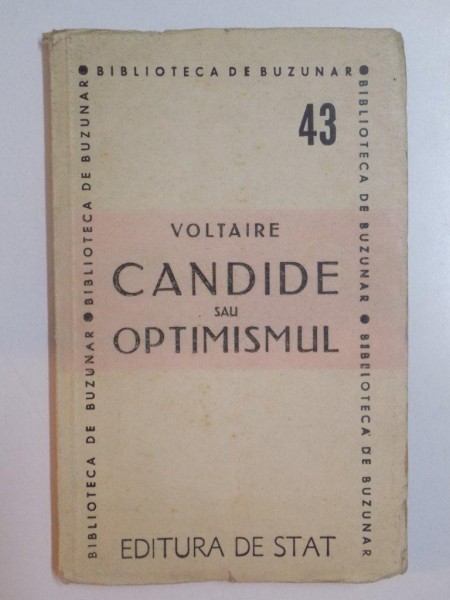 ● BIBLIOTECA DE BUZUNAR ●
43
VOLTAIRE
CANDIDE
SAU
OPTIMISMUL
EDITURA DE STAT
BIBLIOTECA DE BUZUNAR ● BIBLIOTECA DE BUZUNAR
BIBLIOTECA DE BUZUNAR ● BIBLIOTECA DE BUZUNAR